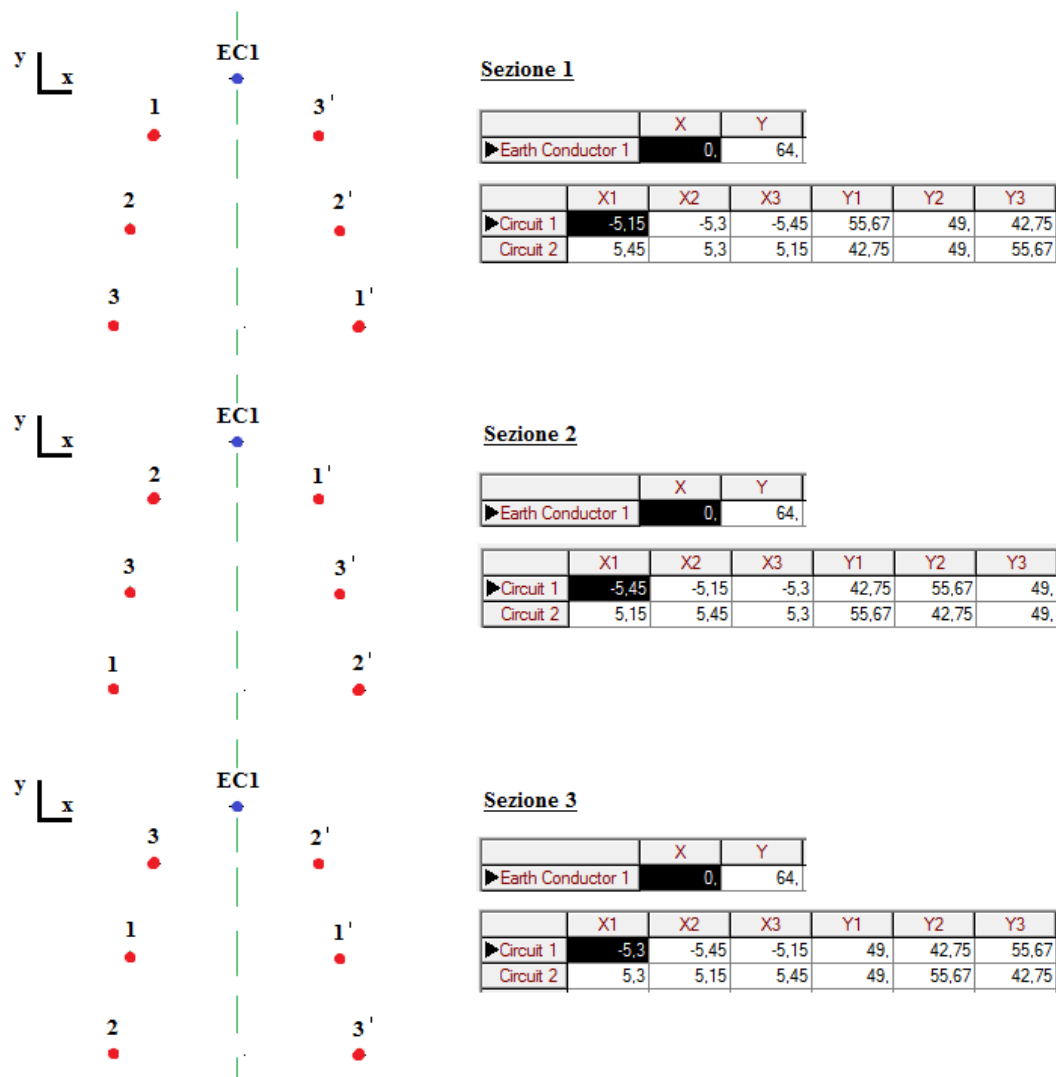 EC1
y
x
1
3'
2
2'
3
1'
Sezione 1
X Y
Earth Conductor 1 0, 64,
X1 X2 X3 Y1 Y2 Y3
Circuit 1 -5,15 -5,3 -5,45 55,67 49, 42,75
Circuit 2 5,45 5,3 5,15 42,75 49, 55,67
EC1
y
x
2
1'
3
3'
1
2'
Sezione 2
X Y
Earth Conductor 1 0, 64,
X1 X2 X3 Y1 Y2 Y3
Circuit 1 -5,45 -5,15 -5,3 42,75 55,67 49,
Circuit 2 5,15 5,45 5,3 55,67 42,75 49,
EC1
y
x
3
2'
1
1'
2
3'
Sezione 3
X Y
Earth Conductor 1 0, 64,
X1 X2 X3 Y1 Y2 Y3
Circuit 1 -5,3 -5,45 -5,15 49, 42,75 55,67
Circuit 2 5,3 5,15 5,45 49, 55,67 42,75